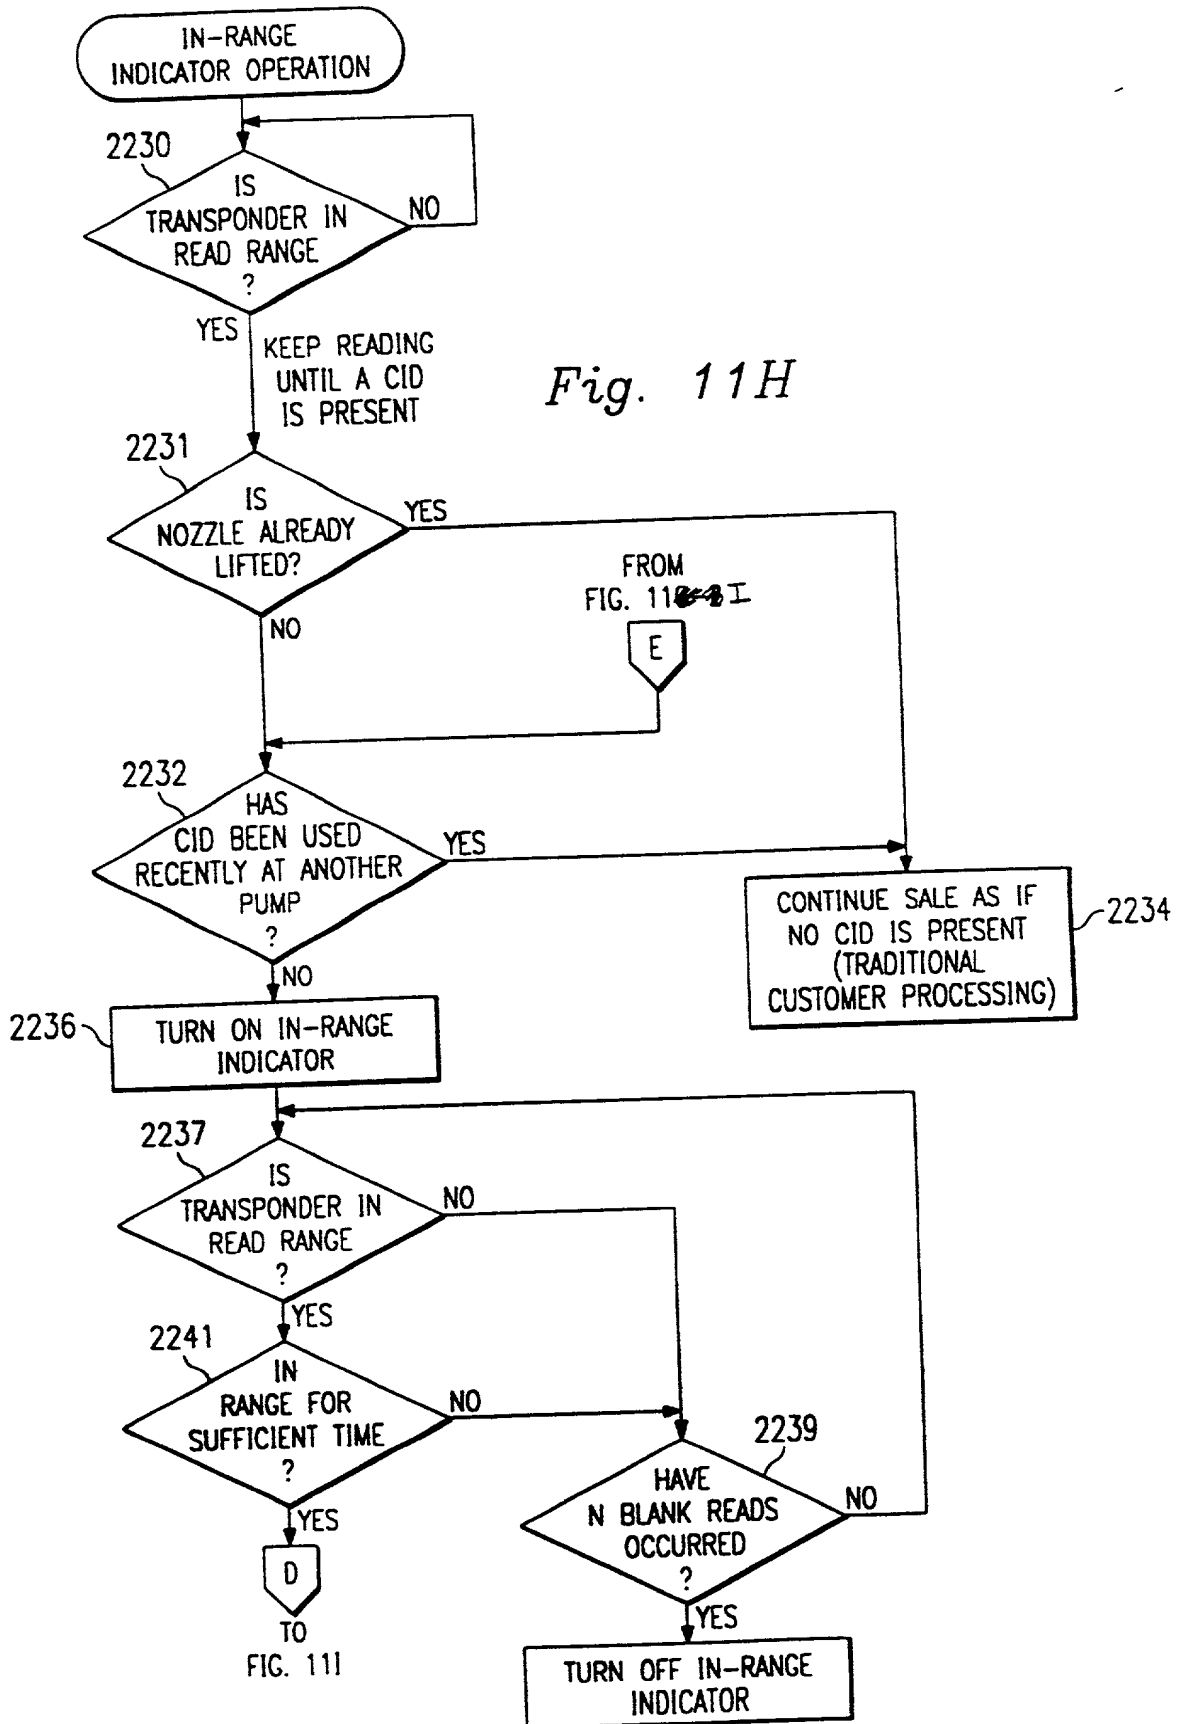 IN-RANGE
INDICATOR OPERATION
2230
IS
TRANSPONDER IN
READ RANGE
?
NO
YES
KEEP READING
UNTIL A CID
IS PRESENT
Fig. 11H
2231
IS
NOZZLE ALREADY
LIFTED?
YES
NO
FROM
FIG. 11 I
E
2232
HAS
CID BEEN USED
RECENTLY AT ANOTHER
PUMP
?
YES
NO
CONTINUE SALE AS IF
NO CID IS PRESENT
(TRADITIONAL
CUSTOMER PROCESSING)
2234
2236
TURN ON IN-RANGE
INDICATOR
2237
IS
TRANSPONDER IN
READ RANGE
?
NO
YES
2241
IN
RANGE FOR
SUFFICIENT TIME
?
NO
YES
D
TO
FIG. 11I
2239
HAVE
N BLANK READS
OCCURRED
?
NO
YES
TURN OFF IN-RANGE
INDICATOR